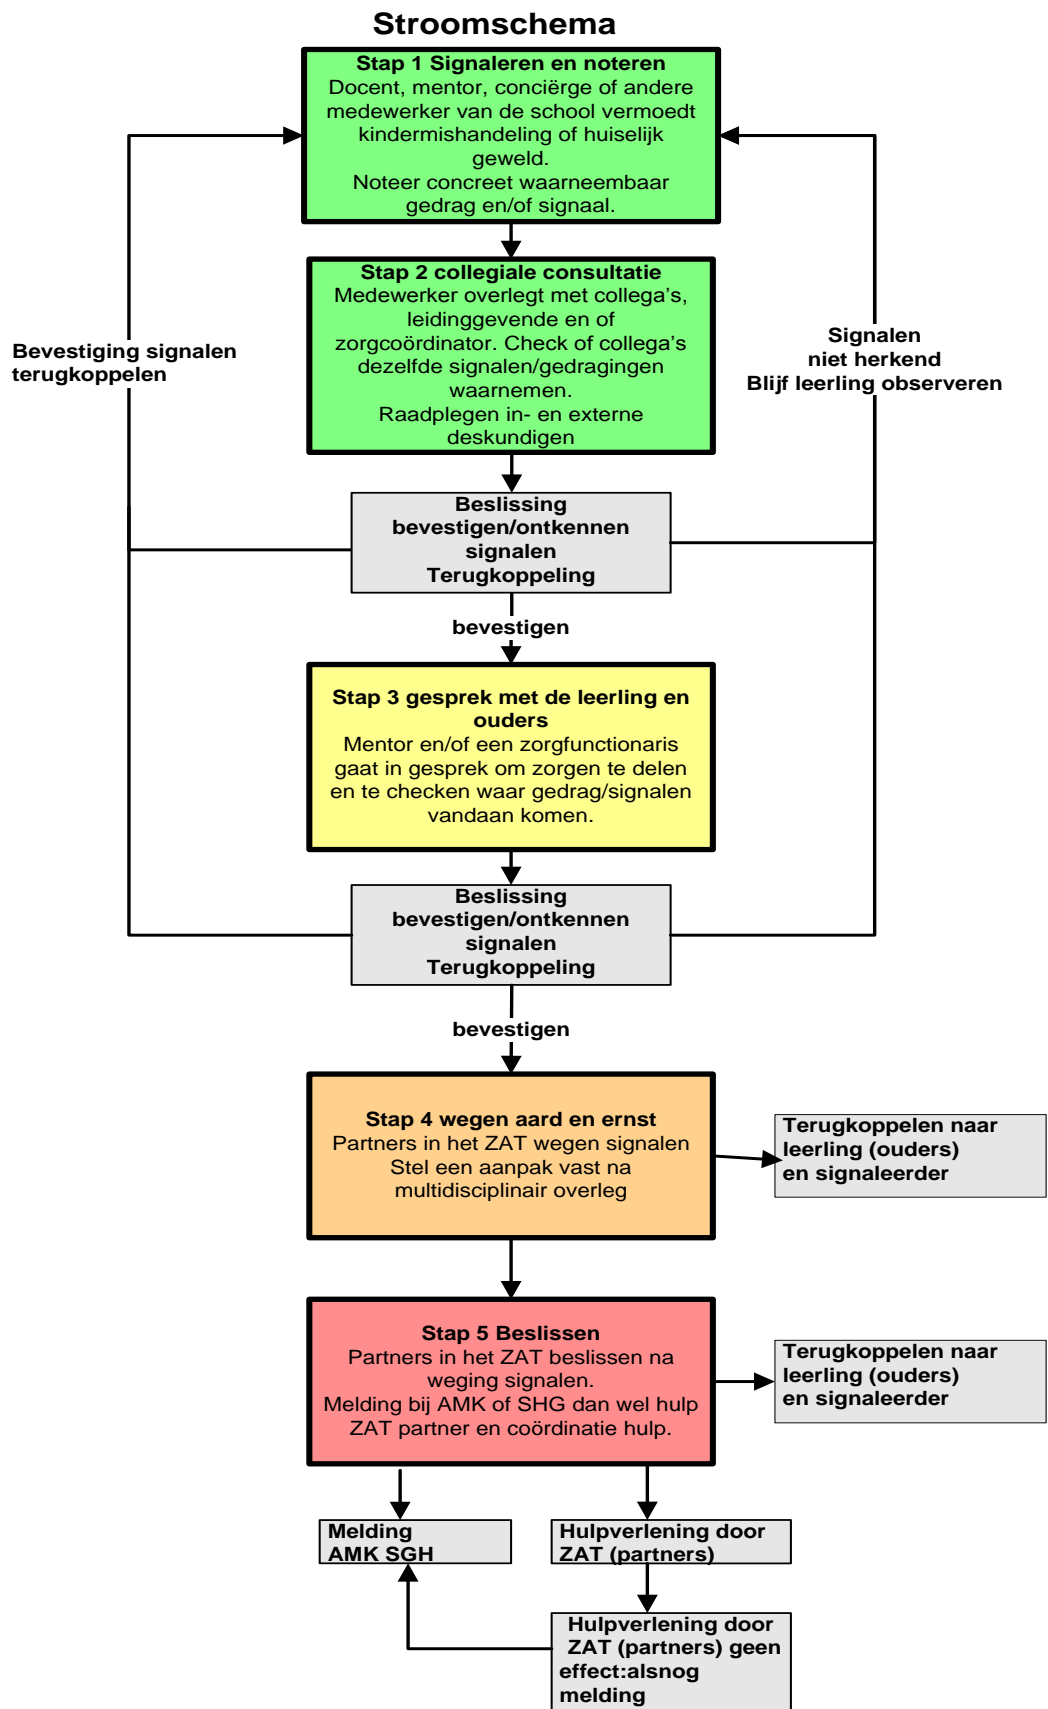 Stroomschema
Stap 1 Signaleren en noteren
Docent, mentor, conciërge of andere
medewerker van de school vermoedt
kindermishandeling of huiselijk
geweld.
Noteer concreet waarneembaar
gedrag en/of signaal.
Stap 2 collegiale consultatie
Medewerker overlegt met collega's,
leidinggevende en of
zorgcoördinator. Check of collega's
dezelfde signalen/gedragingen
waarnemen.
Raadplegen in- en externe
deskundigen
Bevestiging signalen
terugkoppelen
Signalen
niet herkend
Blijf leerling observeren
Beslissing
bevestigen/ontkennen
signalen
Terugkoppeling
bevestigen
Stap 3 gesprek met de leerling en
ouders
Mentor en/of een zorgfunctionaris
gaat in gesprek om zorgen te delen
en te checken waar gedrag/signalen
vandaan komen.
Beslissing
bevestigen/ontkennen
signalen
Terugkoppeling
bevestigen
Stap 4 wegen aard en ernst
Partners in het ZAT wegen signalen
Stel een aanpak vast na
multidisciplinair overleg
Terugkoppelen naar
leerling (ouders)
en signaleerder
Stap 5 Beslissen
Partners in het ZAT beslissen na
weging signalen.
Melding bij AMK of SHG dan wel hulp
ZAT partner en coördinatie hulp.
Terugkoppelen naar
leerling (ouders)
en signaleerder
Melding
AMK SGH
Hulpverlening door
ZAT (partners)
Hulpverlening door
ZAT (partners) geen
effect:alsnog
melding